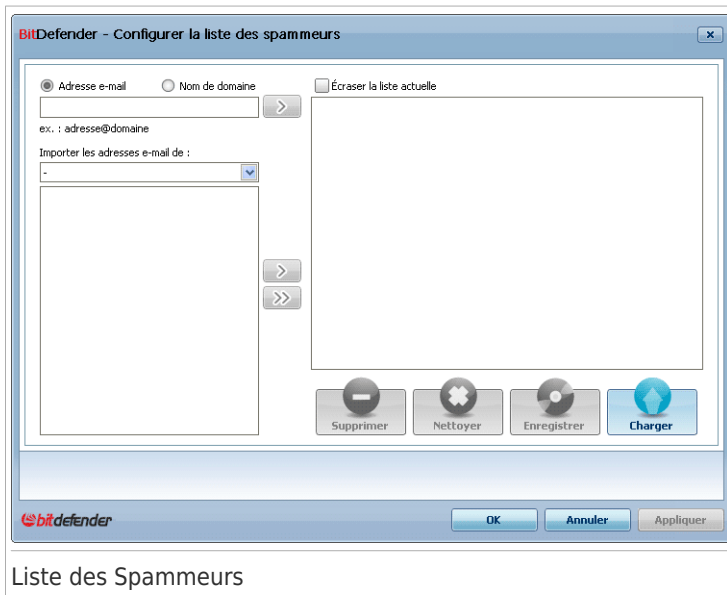 BitDefender - Configurer la liste des spammeurs
Adresse e-mail
Nom de domaine
Écraser la liste actuelle
ex. : adresse@domaine
Importer les adresses e-mail de :
-
Supprimer
Nettoyer
Enregistrer
Charger
bitdefender
OK
Annuler
Appliquer
Liste des Spammeurs